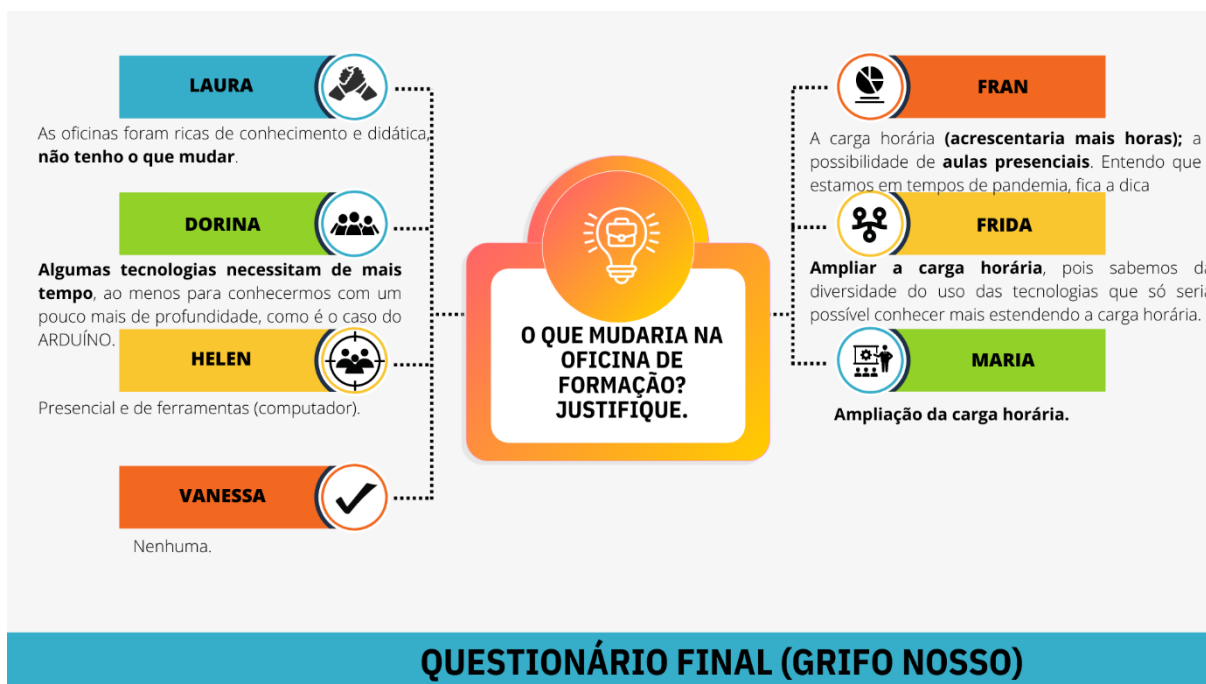 LAURA
As oficinas foram ricas de conhecimento e didática,
não tenho o que mudar.
DORINA
Algumas tecnologias necessitam de mais
tempo, ao menos para conhecermos com um
pouco mais de profundidade, como é o caso do
ARDUÍNO.
HELEN
Presencial e de ferramentas (computador).
VANESSA
Nenhuma.
O QUE MUDARIA NA
OFICINA DE
FORMAÇÃO?
JUSTIFIQUE.
FRAN
A carga horária (acrescentaria mais horas); a
possibilidade de aulas presenciais. Entendo que
estamos em tempos de pandemia, fica a dica
FRIDA
Ampliar a carga horária, pois sabemos da
diversidade do uso das tecnologias que só seria
possível conhecer mais estendendo a carga horária.
MARIA
Ampliação da carga horária.
QUESTIONÁRIO FINAL (GRIFO NOSSO)